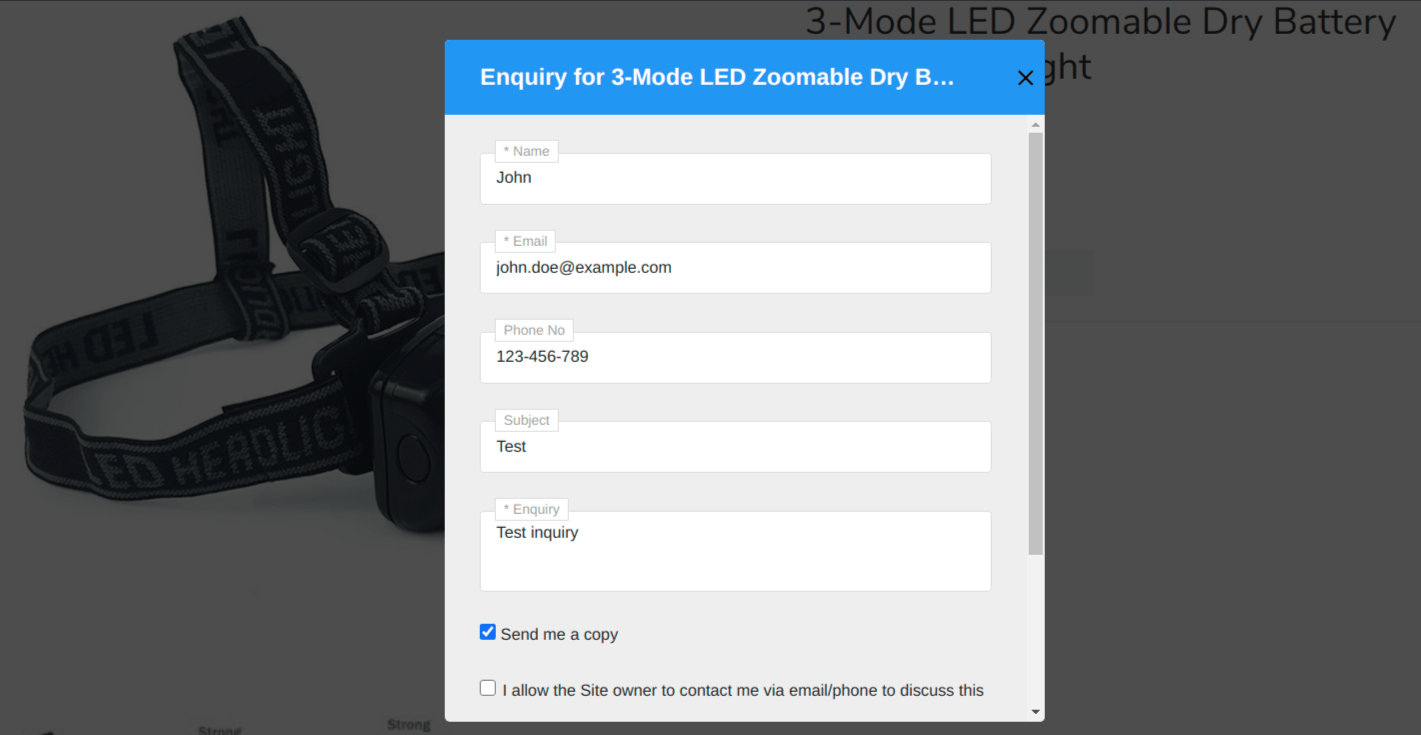 3-Mode LED Zoomable Dry Battery
ght
Enquiry for 3-Mode LED Zoomable Dry B...
* Name
John
* Email
john.doe@example.com
Phone No
123-456-789
Subject
Test
* Enquiry
Test inquiry
Send me a copy
I allow the Site owner to contact me via email/phone to discuss this
LED HE
ED HEADLIG
Strong
Strong